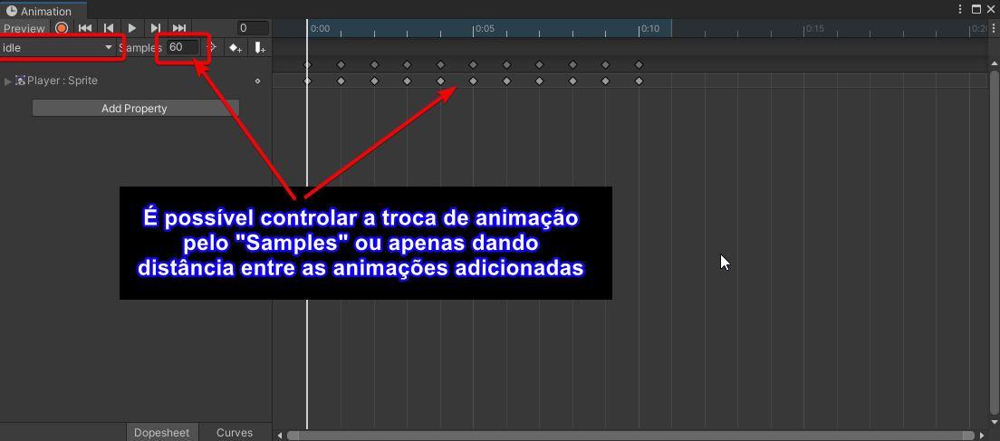 Animation
Preview
0
0:00
0:05
0:10
0:15
0:20
idle
Samples
60
Player : Sprite
Add Property
É possível controlar a troca de animação
pelo "Samples" ou apenas dando
distância entre as animações adicionadas
Dopesheet
Curves